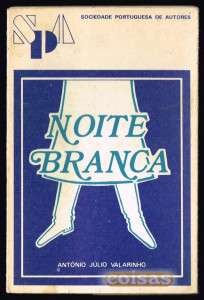 SPA
SOCIEDADE PORTUGUESA DE AUTORES
NOITE
BRANCA
ANTÓNIO JÚLIO VALARINHO
coisas